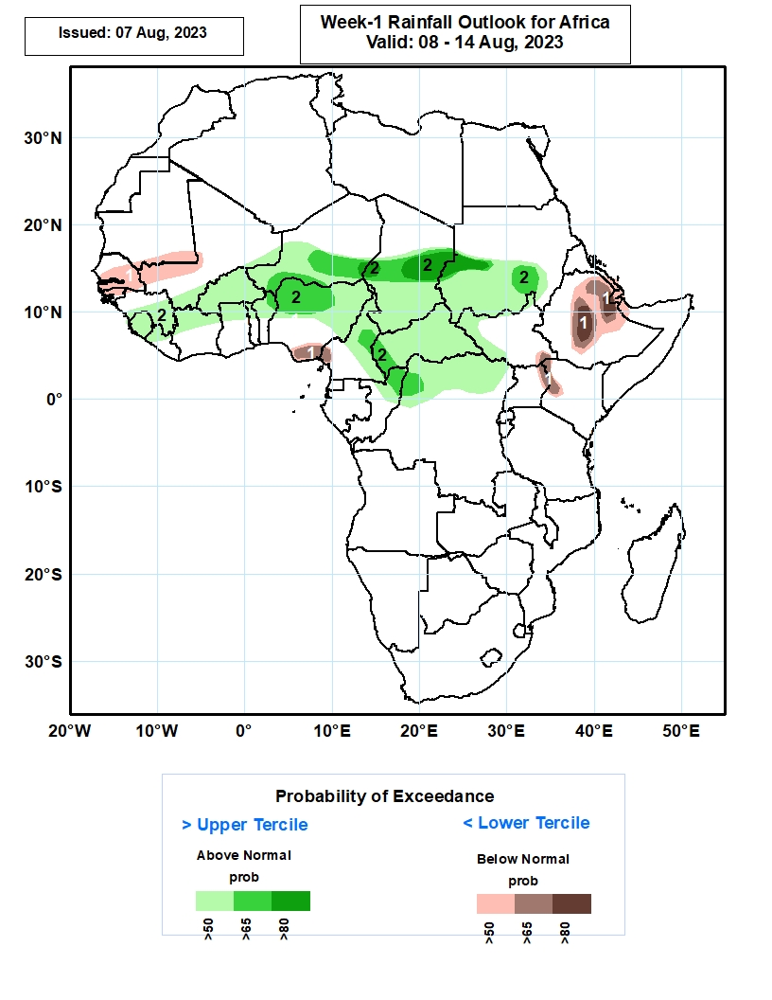 Issued: 07 Aug, 2023
Week-1 Rainfall Outlook for Africa
Valid: 08 - 14 Aug, 2023
30°N
20°N
10°N
0°
10°S
20°S
30°S
1
2
2
2
2
2
2
1
1
1
1
20°W
10°W
0°
10°E
20°E
30°E
40°E
50°E
Probability of Exceedance
> Upper Tercile
< Lower Tercile
Above Normal
Below Normal
prob
prob
>50
>65
>80
>50
>65
>80